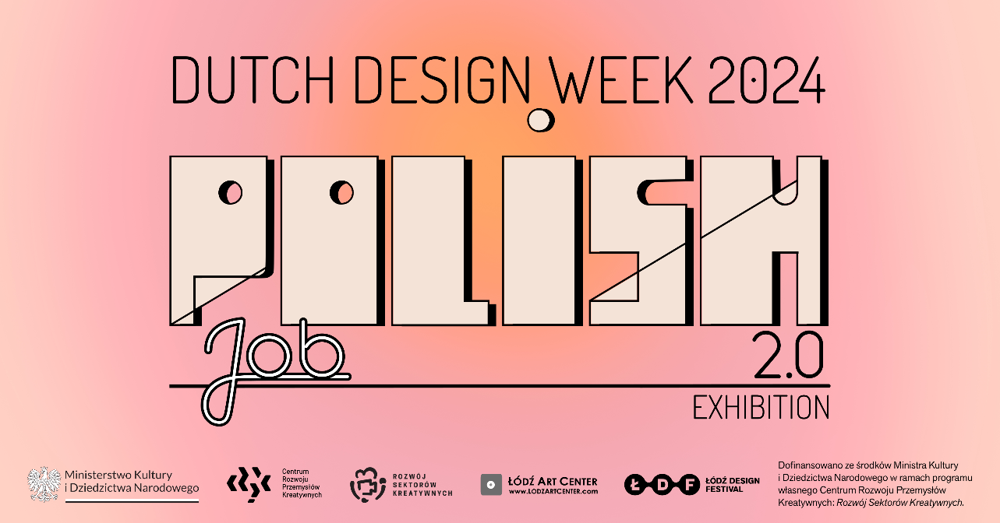 DUTCH DESIGN WEEK 2024
POLISH
Job
2.0
EXHIBITION
Ministerstwo Kultury
i Dziedzictwa Narodowego
Centrum
Rozwoju
Przemysłów
Kreatywnych
ROZWÓJ
SEKTORÓW
KREATYWNYCH
ŁÓDŹ ART CENTER
WWW.LODZARTCENTER.COM
ŁDF
ŁÓDŹ DESIGN
FESTIVAL
Dofinansowano ze środków Ministra Kultury
i Dziedzictwa Narodowego w ramach programu
własnego Centrum Rozwoju Przemysłów
Kreatywnych: Rozwój Sektorów Kreatywnych.